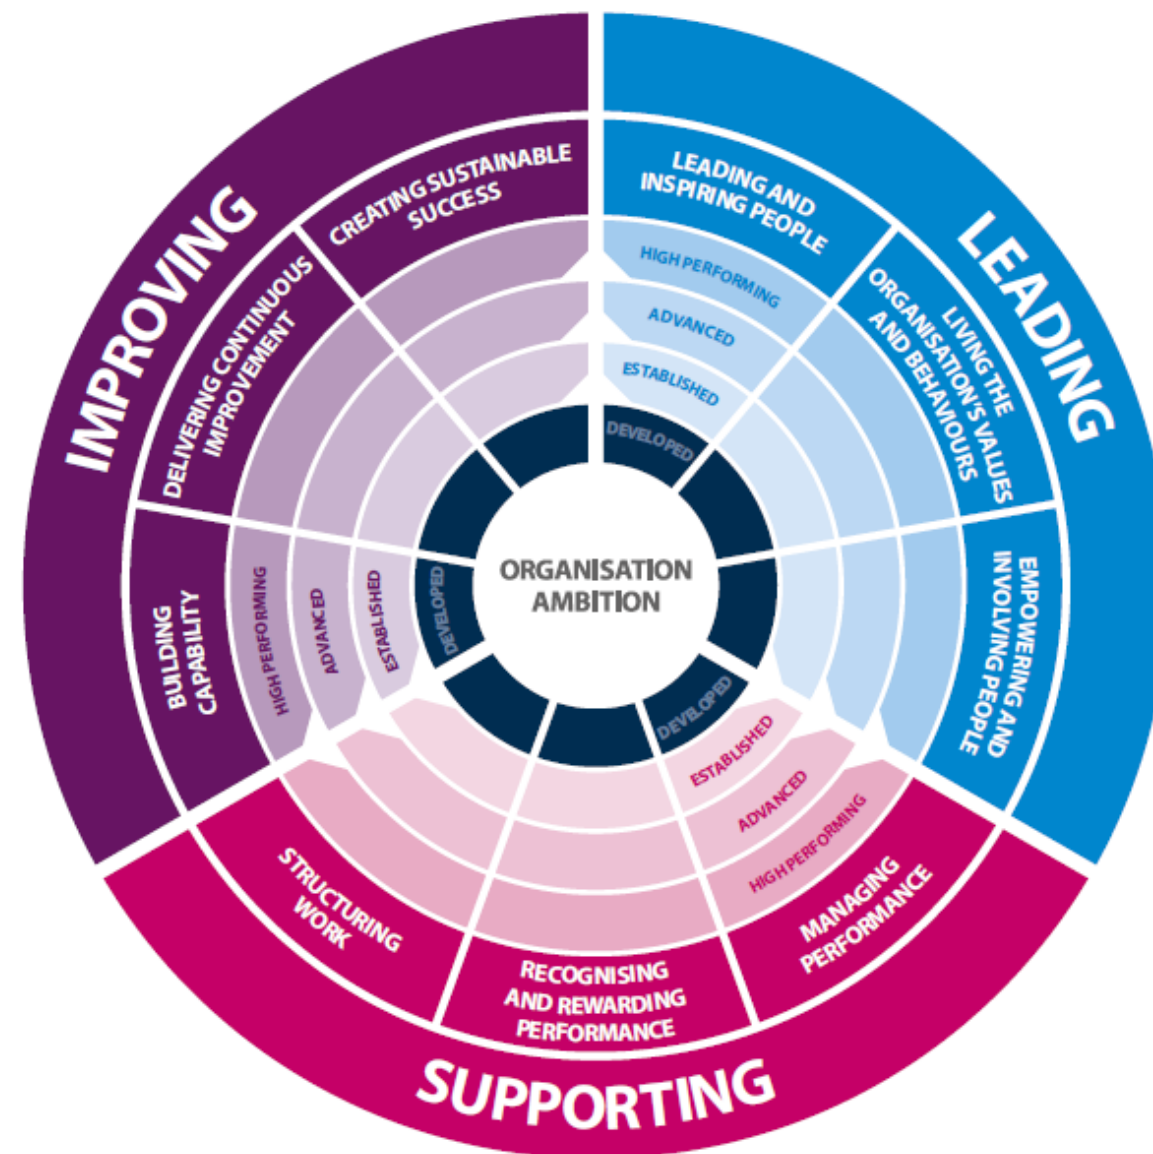 LEADING
LEADING AND
INSPIRING PEOPLE
HIGH PERFORMING
ADVANCED
ESTABLISHED
DEVELOPED
LIVING THE
ORGANISATION'S VALUES
AND BEHAVIOURS
EMPOWERING AND
INVOLVING PEOPLE
SUPPORTING
MANAGING
PERFORMANCE
DEVELOPED
ESTABLISHED
ADVANCED
HIGH PERFORMING
RECOGNISING
AND REWARDING
PERFORMANCE
STRUCTURING
WORK
IMPROVING
BUILDING
CAPABILITY
HIGH PERFORMING
ADVANCED
ESTABLISHED
DEVELOPED
DELIVERING CONTINUOUS
IMPROVEMENT
CREATING SUSTAINABLE
SUCCESS
ORGANISATION
AMBITION